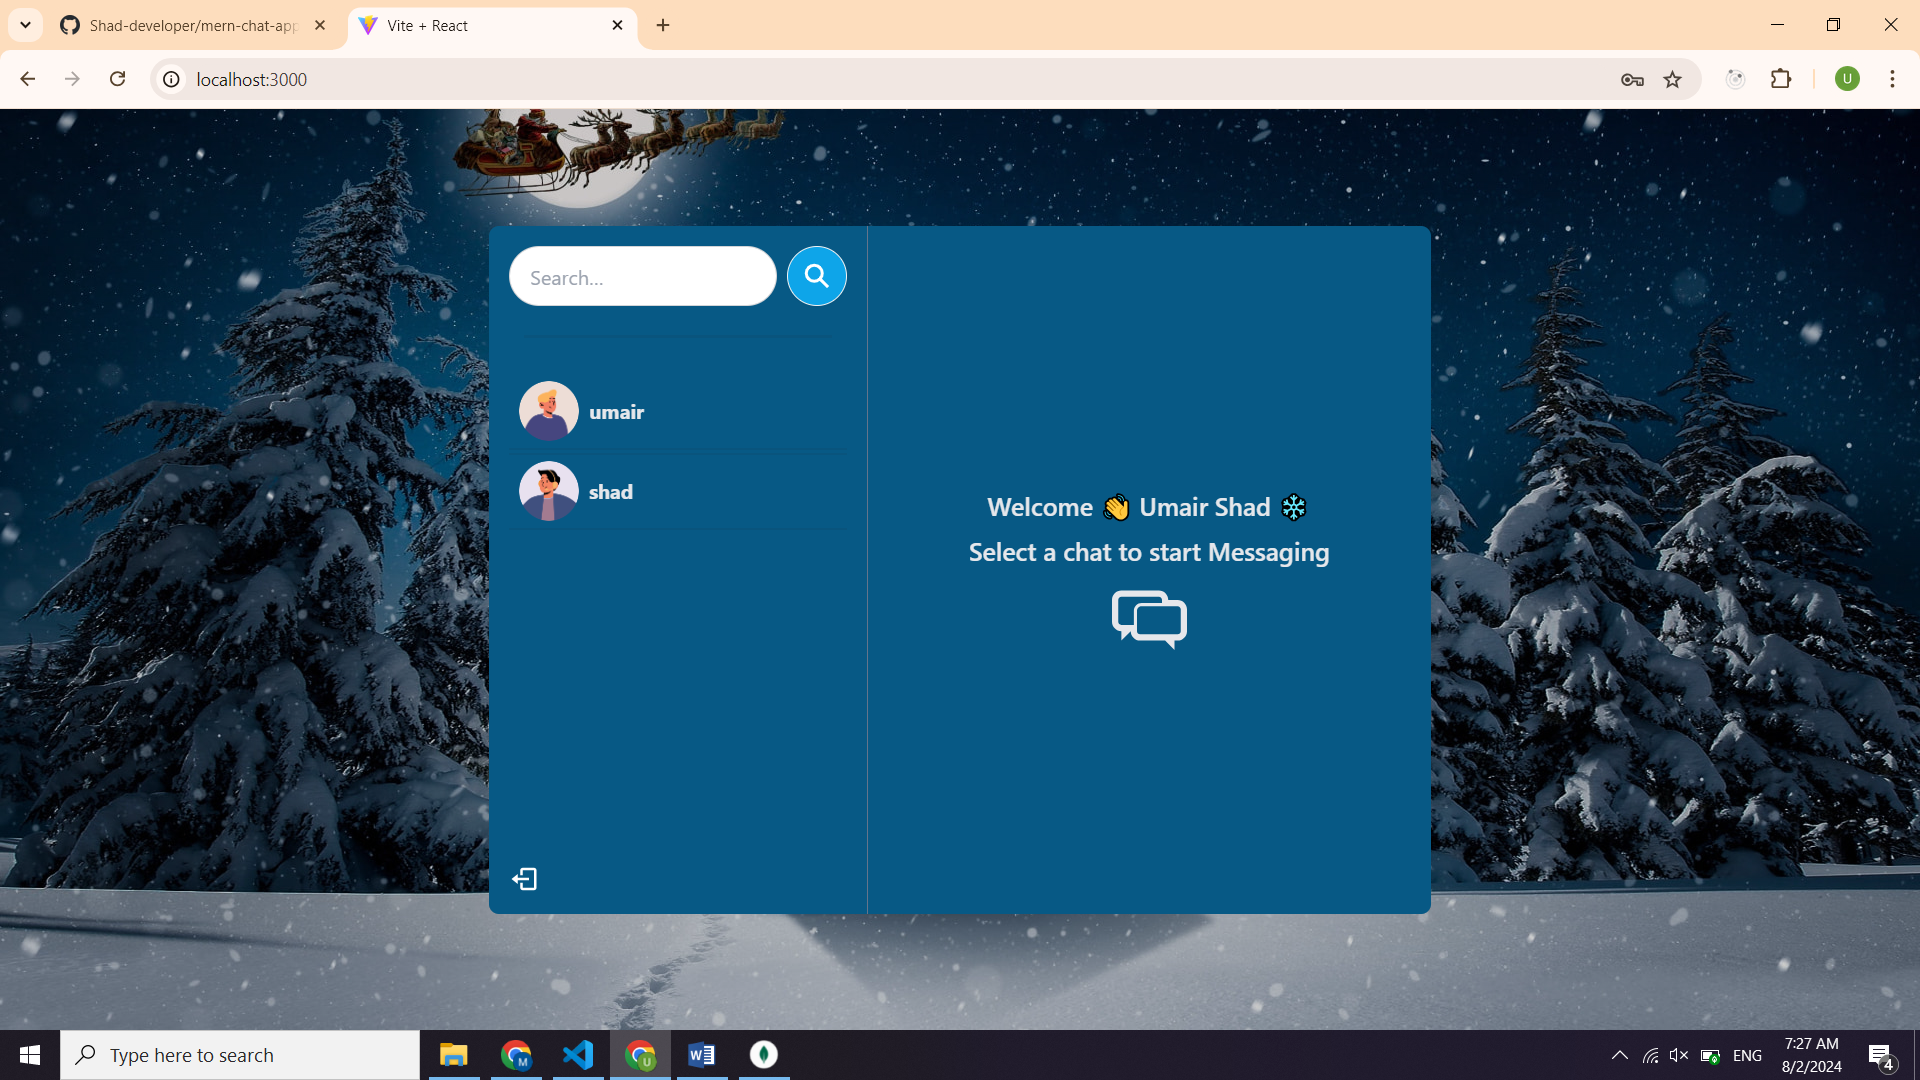 Shad-developer/mern-chat-app
Vite + React
localhost:3000
U
Search...
umair
shad
Welcome 👋 Umair Shad ❄
Select a chat to start Messaging
Type here to search
M
U
W
ENG
7:27 AM
8/2/2024
4